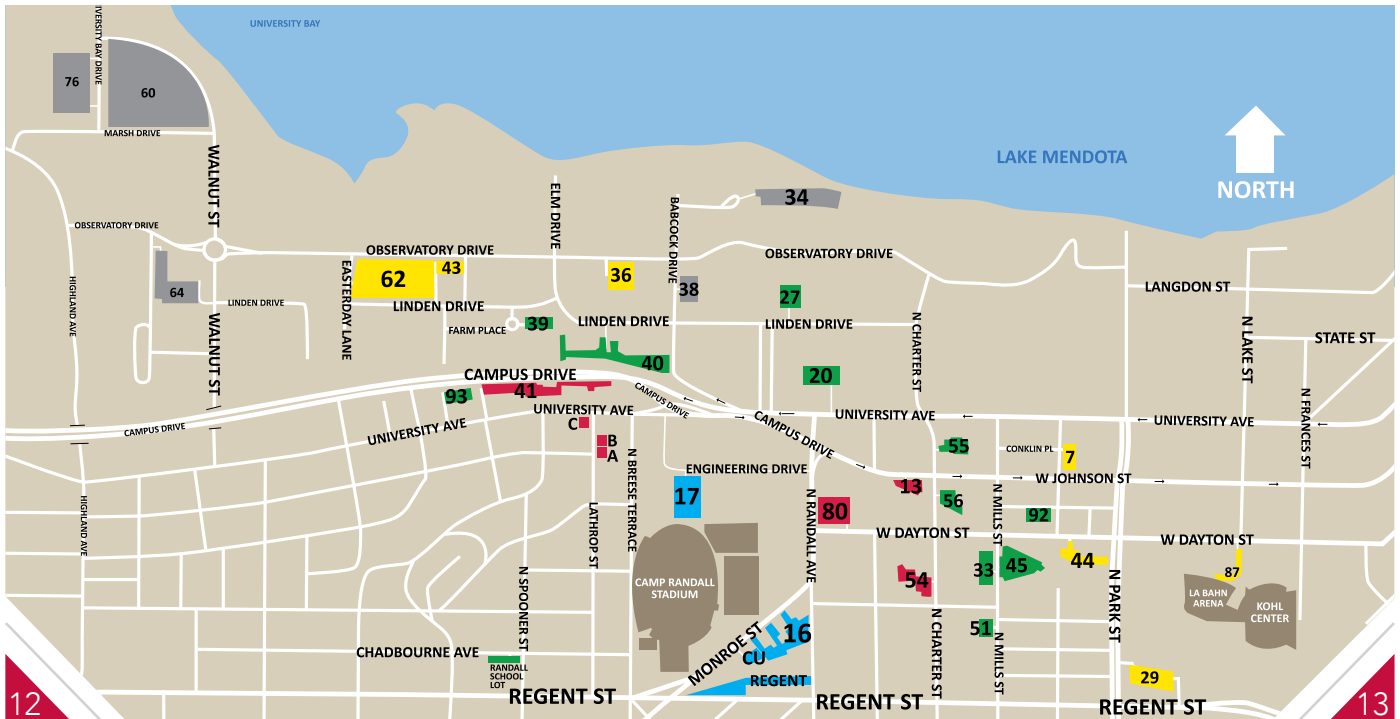 UNIVERSITY BAY
UNIVERSITY BAY DRIVE
76
60
MARSH DRIVE
WALNUT ST
LAKE MENDOTA
NORTH
34
ELM DRIVE
BABCOCK DRIVE
OBSERVATORY DRIVE
OBSERVATORY DRIVE
OBSERVATORY DRIVE
62
43
36
38
27
64
HIGHLAND AVE
EASTERDAY LANE
LINDEN DRIVE
LINDEN DRIVE
LINDEN DRIVE
LINDEN DRIVE
LANGDON ST
STATE ST
N LAKE ST
N CHARTER ST
FARM PLACE
39
WALNUT ST
40
20
CAMPUS DRIVE
41
93
CAMPUS DRIVE
CAMPUS DRIVE
CAMPUS DRIVE
UNIVERSITY AVE
UNIVERSITY AVE
UNIVERSITY AVE
UNIVERSITY AVE
N FRANCES ST
C
B
A
55
CONKLIN PL
7
ENGINEERING DRIVE
W JOHNSON ST
17
13
56
80
92
N MILLS ST
N RANDALL AVE
N BREESE TERRACE
LATHROP ST
HIGHLAND AVE
W DAYTON ST
W DAYTON ST
33
45
44
87
54
CAMP RANDALL
STADIUM
LA BAHN
ARENA
KOHL
CENTER
N SPOONER ST
N CHARTER ST
N PARK ST
51
N MILLS ST
16
CU
MONROE ST
REGENT
CHADBOURNE AVE
RANDALL
SCHOOL
LOT
29
REGENT ST
REGENT ST
REGENT ST
12
13